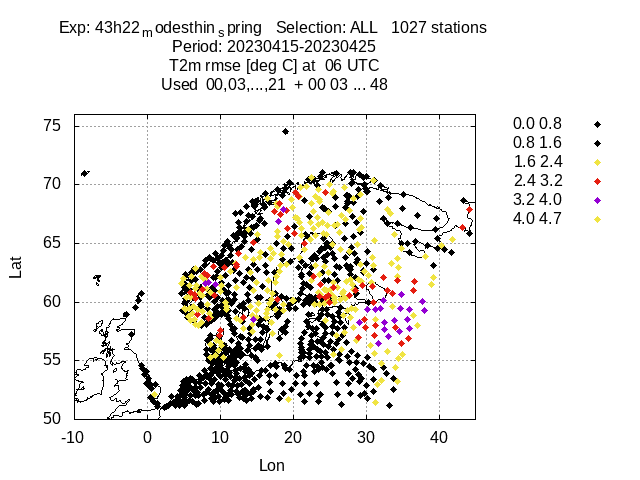 Exp: 43h22modesthinspring Selection: ALL 1027 stations
Period: 20230415-20230425
T2m rmse [deg C] at 06 UTC
Used 00,03,...,21 + 00 03 ... 48
0.0 0.8
0.8 1.6
1.6 2.4
2.4 3.2
3.2 4.0
4.0 4.7
75
70
65
60
55
50
Lat
-10 0 10 20 30 40
Lon